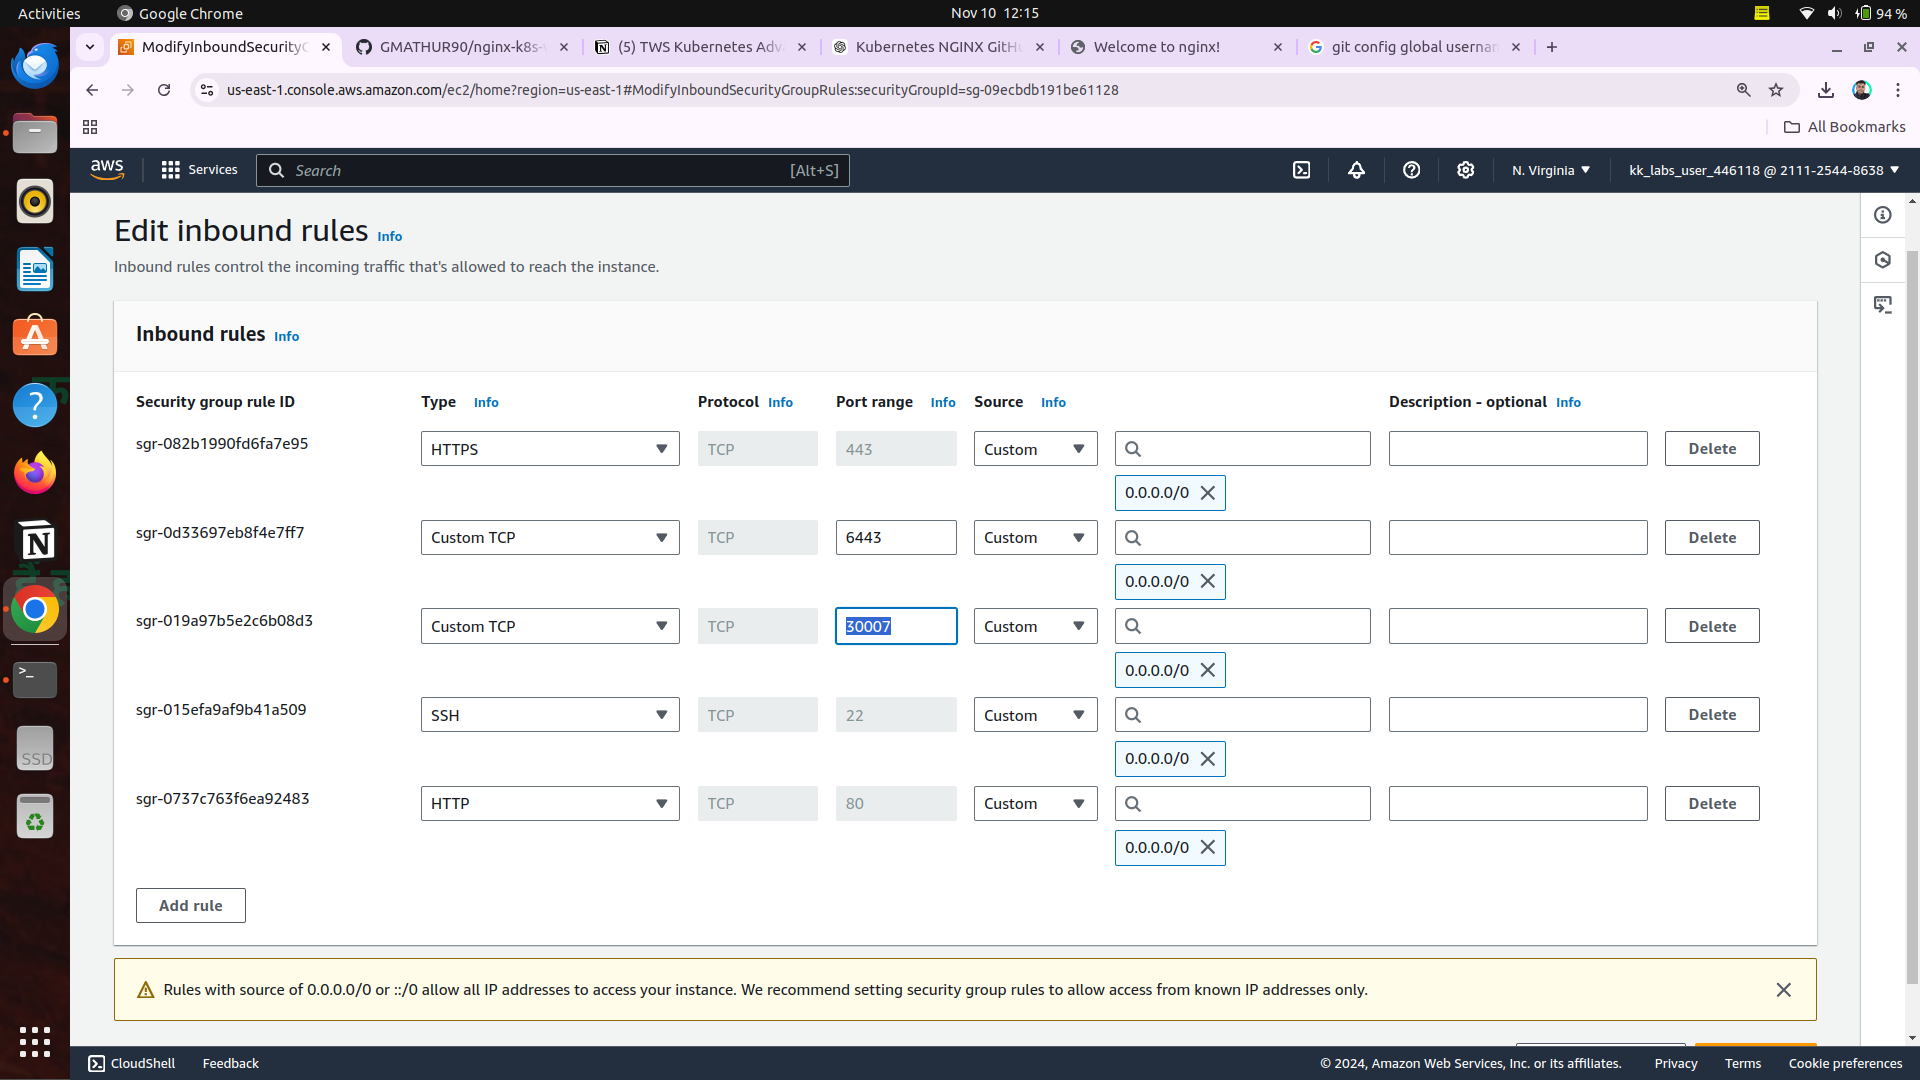 Activities
Google Chrome
Nov 10 12:15
94 %
ModifyInboundSecurityG
GMATHUR90/nginx-k8s-
(5) TWS Kubernetes Adv
Kubernetes NGINX GitH
Welcome to nginx!
git config global userna
us-east-1.console.aws.amazon.com/ec2/home?region=us-east-1#ModifyInboundSecurityGroupRules:securityGroupId=sg-09ecbdb191be61128
All Bookmarks
aws
Services
Search
[Alt+S]
N. Virginia
kk_labs_user_446118 @ 2111-2544-8638
Edit inbound rules Info
Inbound rules control the incoming traffic that's allowed to reach the instance.
Inbound rules Info
Security group rule ID Type Info Protocol Info Port range Info Source Info Description - optional Info
sgr-082b1990fd6fa7e95 HTTPS TCP 443 Custom Delete
0.0.0.0/0
sgr-0d33697eb8f4e7ff7 Custom TCP TCP 6443 Custom Delete
0.0.0.0/0
sgr-019a97b5e2c6b08d3 Custom TCP TCP 30007 Custom Delete
0.0.0.0/0
sgr-015efa9af9b41a509 SSH TCP 22 Custom Delete
0.0.0.0/0
sgr-0737c763f6ea92483 HTTP TCP 80 Custom Delete
0.0.0.0/0
Add rule
Rules with source of 0.0.0.0/0 or ::/0 allow all IP addresses to access your instance. We recommend setting security group rules to allow access from known IP addresses only.
SSD
CloudShell
Feedback
© 2024, Amazon Web Services, Inc. or its affiliates.
Privacy
Terms
Cookie preferences